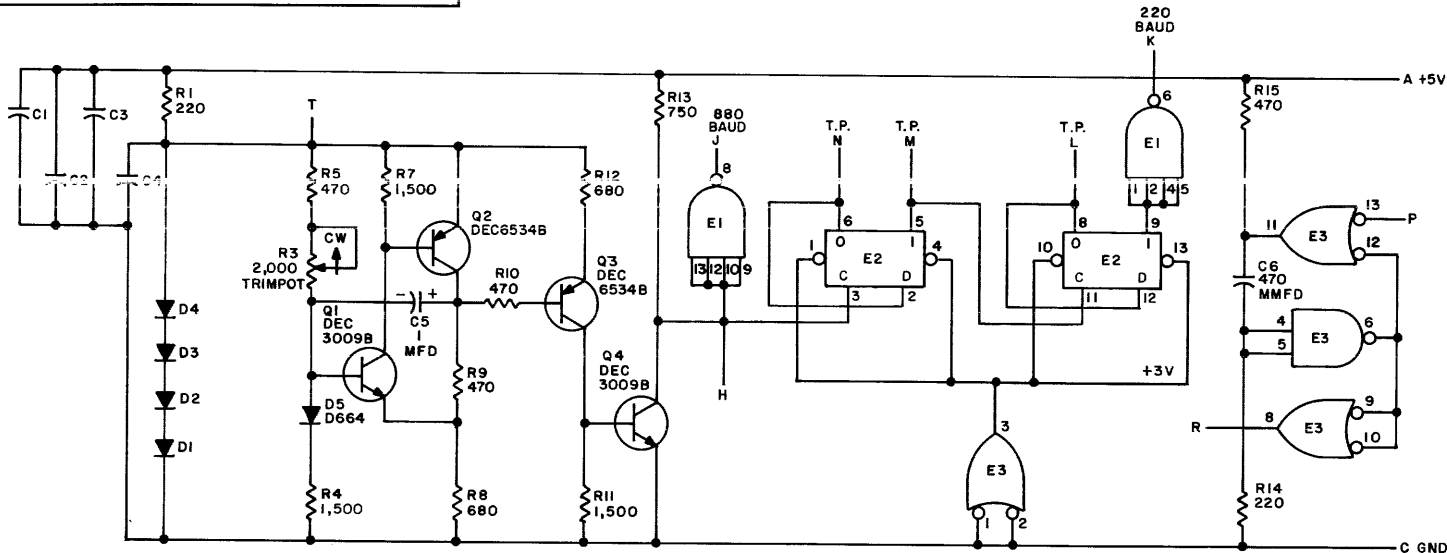 220
BAUD
K
A +5V
R1
220
C1
C3
C2
C4
T
R13
750
880
BAUD
J
T.P.
N
T.P.
M
T.P.
L
6
E1
1 2 4 5
R15
470
R5
470
R7
1,500
R12
680
Q2
DEC6534B
8
E1
13 12 10 9
CW
R3
2,000
TRIMPOT
R10
470
Q3
DEC
6534B
6
5
0
1
1
4
E2
C
D
3
2
8
9
10
13
0
1
E2
C
D
11
12
11
13
P
E3
12
C6
470
MMFD
- +
C5
1
MFD
Q1
DEC
3009B
D4
D3
D2
D1
4
5
E3
6
R9
470
Q4
DEC
3009B
H
+3V
D5
D664
R
8
E3
9
10
3
E3
1
2
R4
1,500
R8
680
R11
1,500
R14
220
C GND